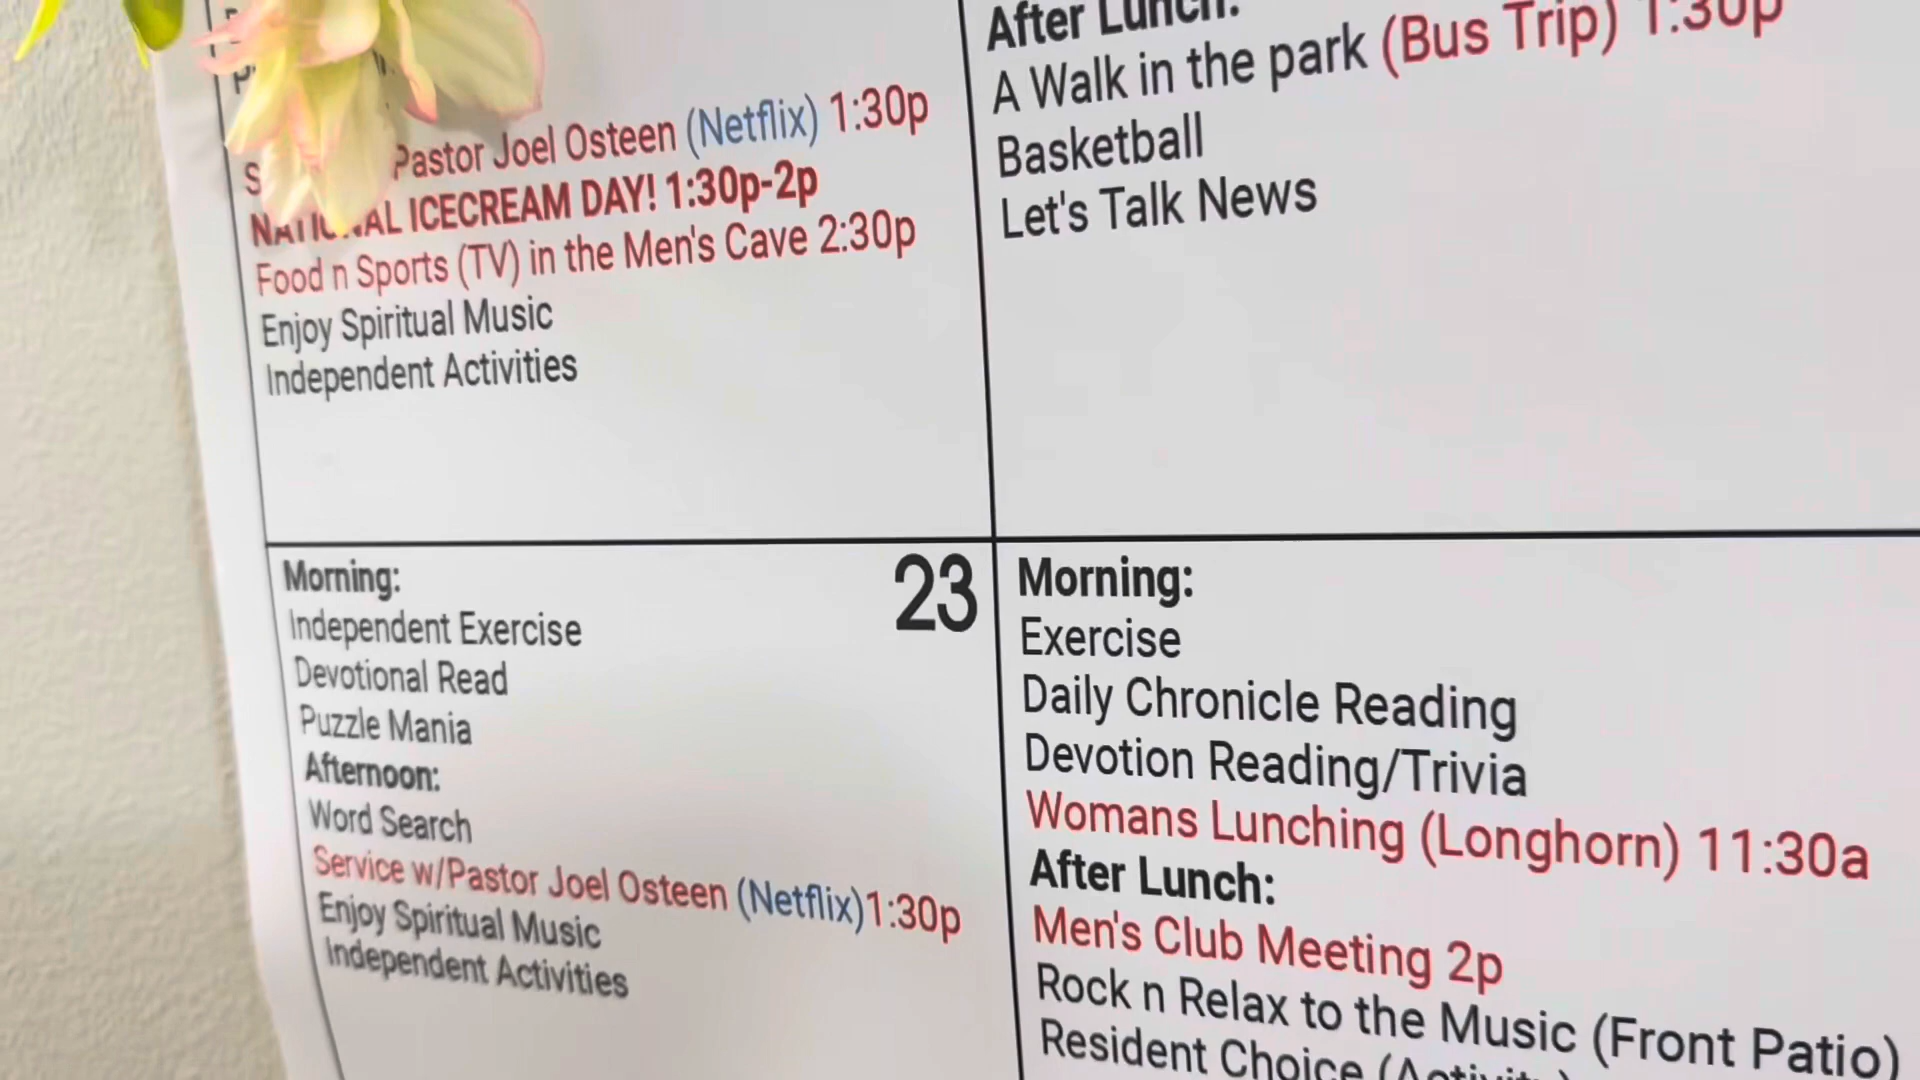 Pastor Joel Osteen (Netflix) 1:30p
NATIONAL ICECREAM DAY! 1:30p-2p
Food n Sports (TV) in the Men's Cave 2:30p
Enjoy Spiritual Music
Independent Activities
After Lunch:
A Walk in the park (Bus Trip) 1:30p
Basketball
Let's Talk News
23
Morning:
Independent Exercise
Devotional Read
Puzzle Mania
Afternoon:
Word Search
Service w/Pastor Joel Osteen (Netflix)1:30p
Enjoy Spiritual Music
Independent Activities
Morning:
Exercise
Daily Chronicle Reading
Devotion Reading/Trivia
Womans Lunching (Longhorn) 11:30a
After Lunch:
Men's Club Meeting 2p
Rock n Relax to the Music (Front Patio)
Resident Choice